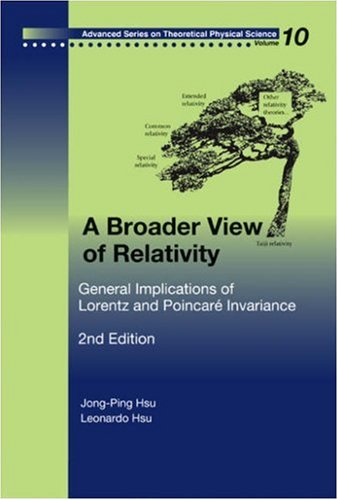 Advanced Series on Theoretical Physical Science
Volume 10
Extended
relativity
Other
relativity
theories...
Common
relativity
Special
relativity
Taiji relativity
A Broader View
of Relativity
General Implications of
Lorentz and Poincaré Invariance
2nd Edition
Jong-Ping Hsu
Leonardo Hsu